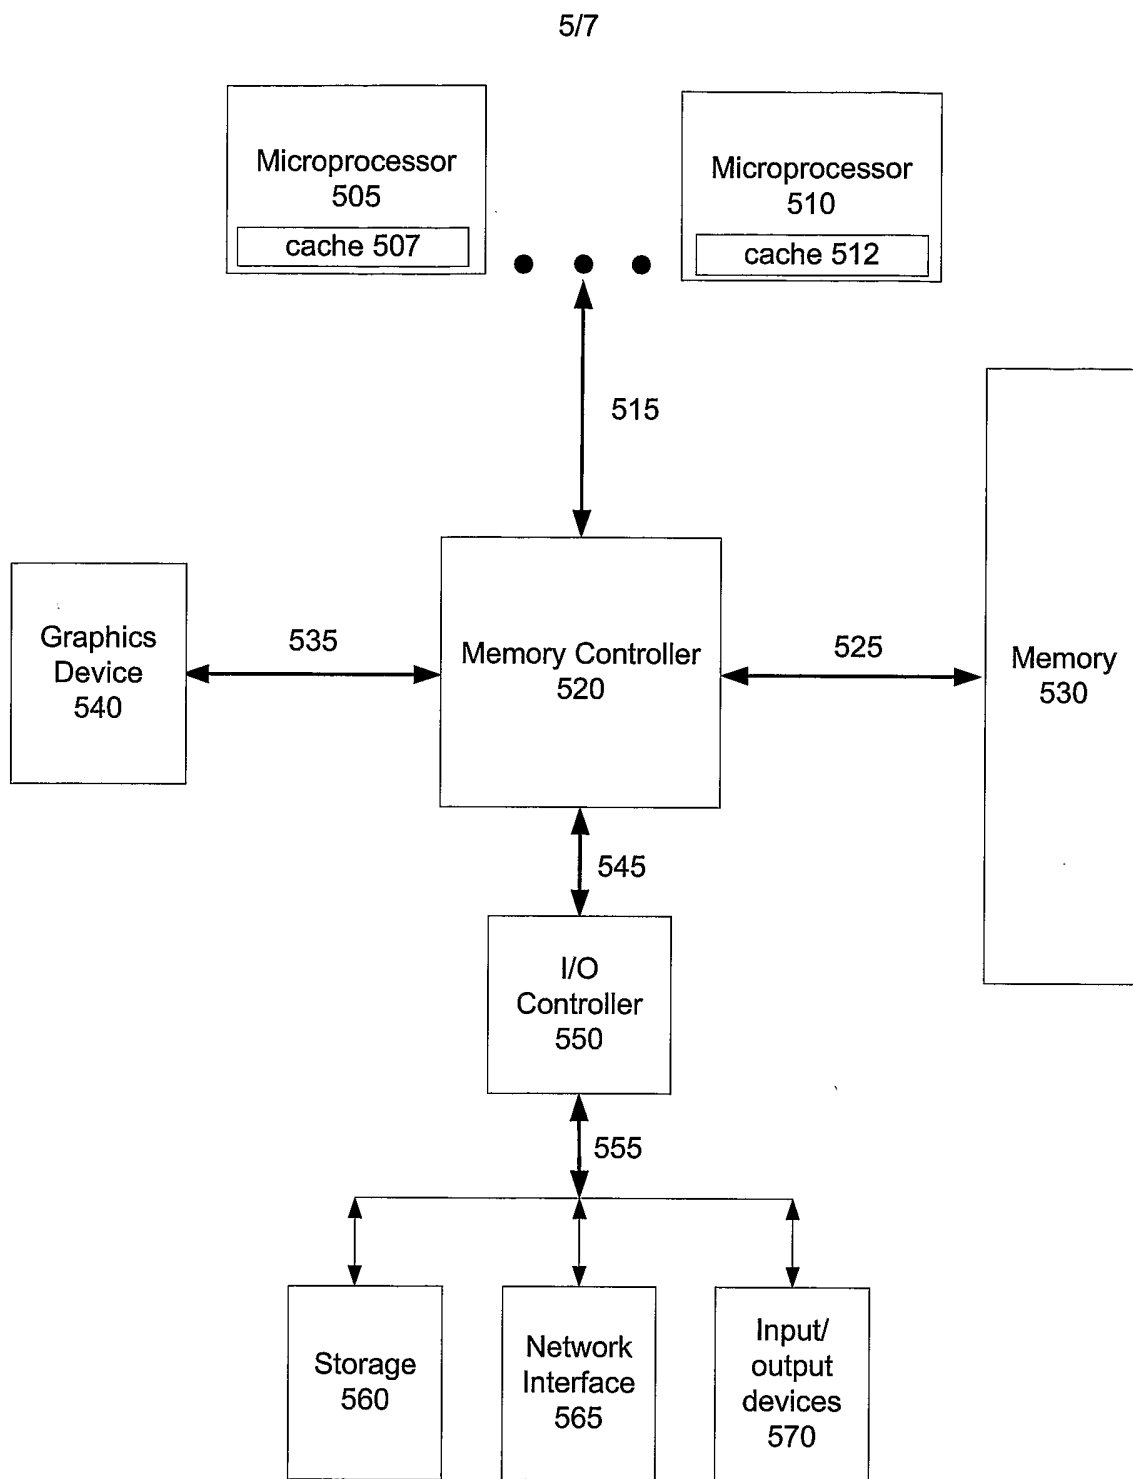 5/7
Microprocessor
505
cache 507
Microprocessor
510
cache 512
515
Graphics
Device
540
535
Memory Controller
520
525
Memory
530
545
I/O
Controller
550
555
Storage
560
Network
Interface
565
Input/
output
devices
570